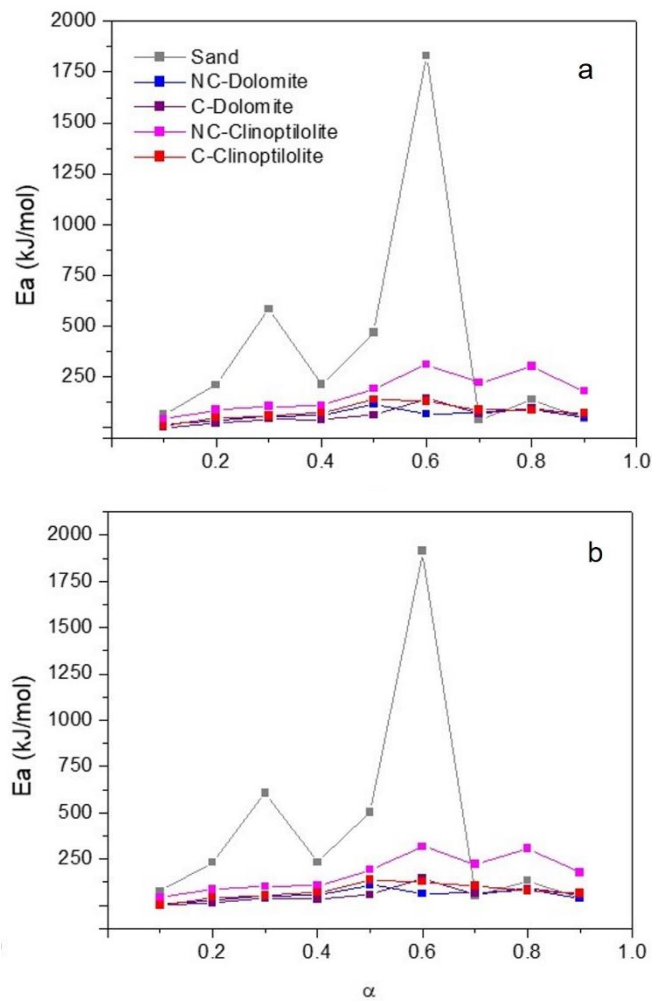 2000
a
Sand
1750
NC-Dolomite
C-Dolomite
1500
NC-Clinoptilolite
C-Clinoptilolite
1250
1000
Ea (kJ/mol)
750
500
250
0.2 0.4 0.6 0.8 1.0
b
2000
1750
1500
1250
1000
Ea (kJ/mol)
750
500
250
0.2 0.4 0.6 0.8 1.0
α